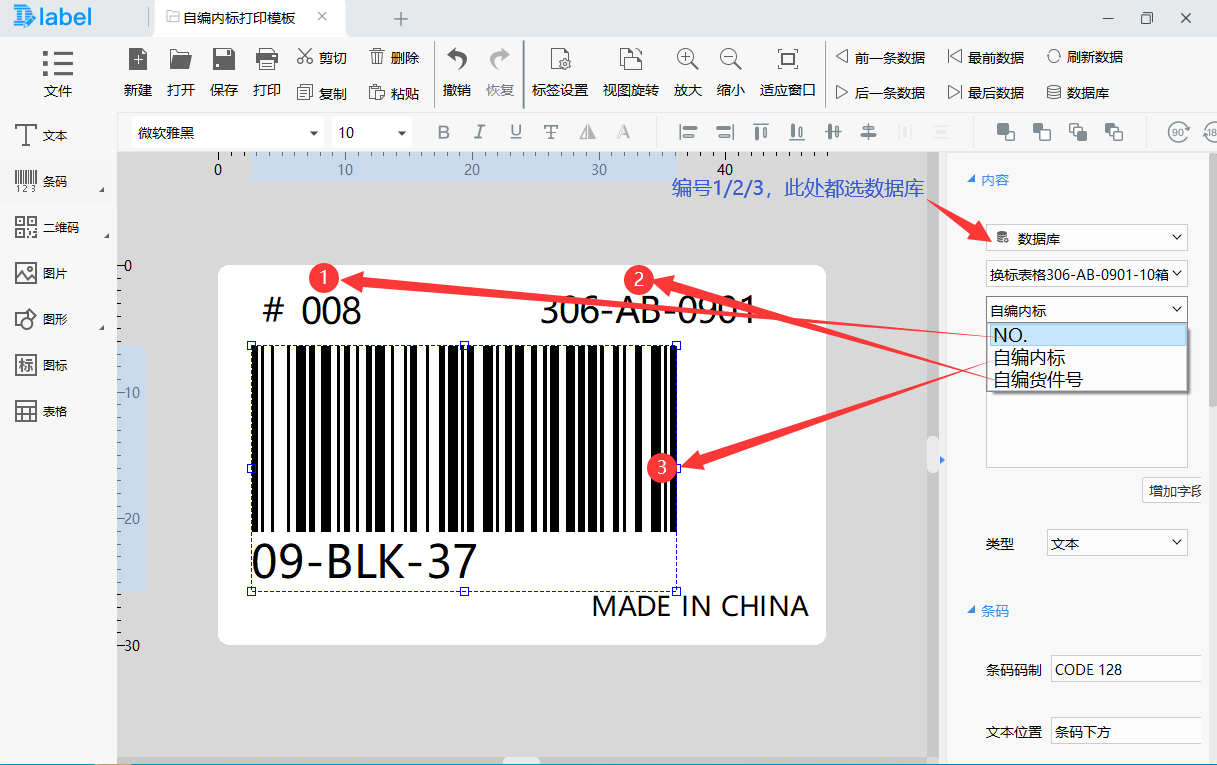 label
自编内标打印模板
文件
新建 打开 保存 打印
剪切
复制
删除
粘贴
撤销 恢复
标签设置 视图旋转 放大 缩小 适应窗口
前一条数据 最前数据 刷新数据
后一条数据 最后数据 数据库
文本
条码
二维码
图片
图形
图标
表格
微软雅黑 10 B I U T A 90°
0 10 20 30 40
编号1/2/3，此处都选数据库
0
10
20
30
1 2
# 008 306-AB-0901
3
09-BLK-37
MADE IN CHINA
内容
数据库
换标表格306-AB-0901-10箱
自编内标
NO.
自编内标
自编货件号
增加字段
类型 文本
条码
条码码制 CODE 128
文本位置 条码下方